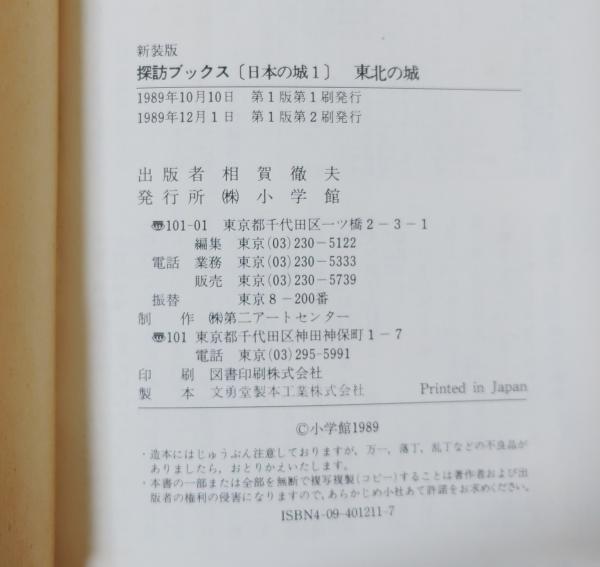 新装版
探訪ブックス〔日本の城1〕 東北の城
1989年10月10日 第1版第1刷発行
1989年12月1日 第1版第2刷発行
出版者 相賀徹夫
発行所 ㈱小学館
〠101-01 東京都千代田区一ツ橋2-3-1
編集 東京(03)230-5122
電話 業務 東京(03)230-5333
販売 東京(03)230-5739
振替 東京8-200番
制作 ㈱第二アートセンター
〠101 東京都千代田区神田神保町1-7
電話 東京(03)295-5991
印刷 図書印刷株式会社
製本 文勇堂製本工業株式会社 Printed in Japan
©小学館1989
・造本にはじゅうぶん注意しておりますが，万一，落丁，乱丁などの不良品が
ありましたら，おとりかえいたします。
・本書の一部または全部を無断で複写複製(コピー)することは著作者および出
版者の権利の侵害になりますので，あらかじめ小社あて許諾をお求めください。
ISBN4-09-401211-7